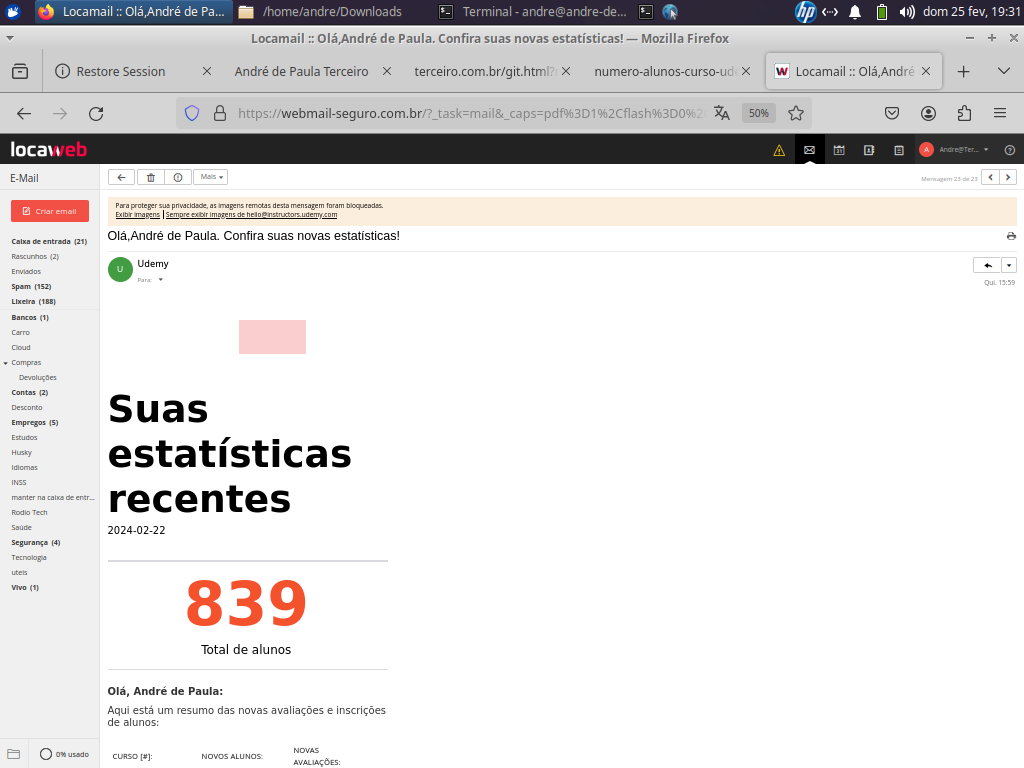 Locamail :: Olá,André de Pa...
/home/andre/Downloads
Terminal - andre@andre-de...
hp
dom 25 fev, 19:31
Locamail :: Olá,André de Paula. Confira suas novas estatísticas! — Mozilla Firefox
Restore Session
André de Paula Terceiro
terceiro.com.br/git.html?
numero-alunos-curso-ude
Locamail :: Olá,André
https://webmail-seguro.com.br/?_task=mail&_caps=pdf%3D1%2Cflash%3D0%2
50%
locaweb
A
Andre@Ter...
E-Mail
Mais
Mensagem 23 de 23
Criar email
Para proteger sua privacidade, as imagens remotas desta mensagem foram bloqueadas.
Exibir imagens
Sempre exibir imagens de hello@instructors.udemy.com
Olá,André de Paula. Confira suas novas estatísticas!
Caixa de entrada (21)
Rascunhos (2)
Enviados
Spam (152)
Lixeira (188)
Bancos (1)
Carro
Cloud
Compras
Devoluções
Contas (2)
Desconto
Empregos (5)
Estudos
Husky
Idiomas
INSS
manter na caixa de entr...
Rodio Tech
Saúde
Segurança (4)
Tecnologia
uteis
Vivo (1)
0% usado
U
Udemy
Para:
Qui. 15:59
Suas
estatísticas
recentes
2024-02-22
839
Total de alunos
Olá, André de Paula:
Aqui está um resumo das novas avaliações e inscrições
de alunos:
CURSO [#]:
NOVOS ALUNOS:
NOVAS
AVALIAÇÕES: